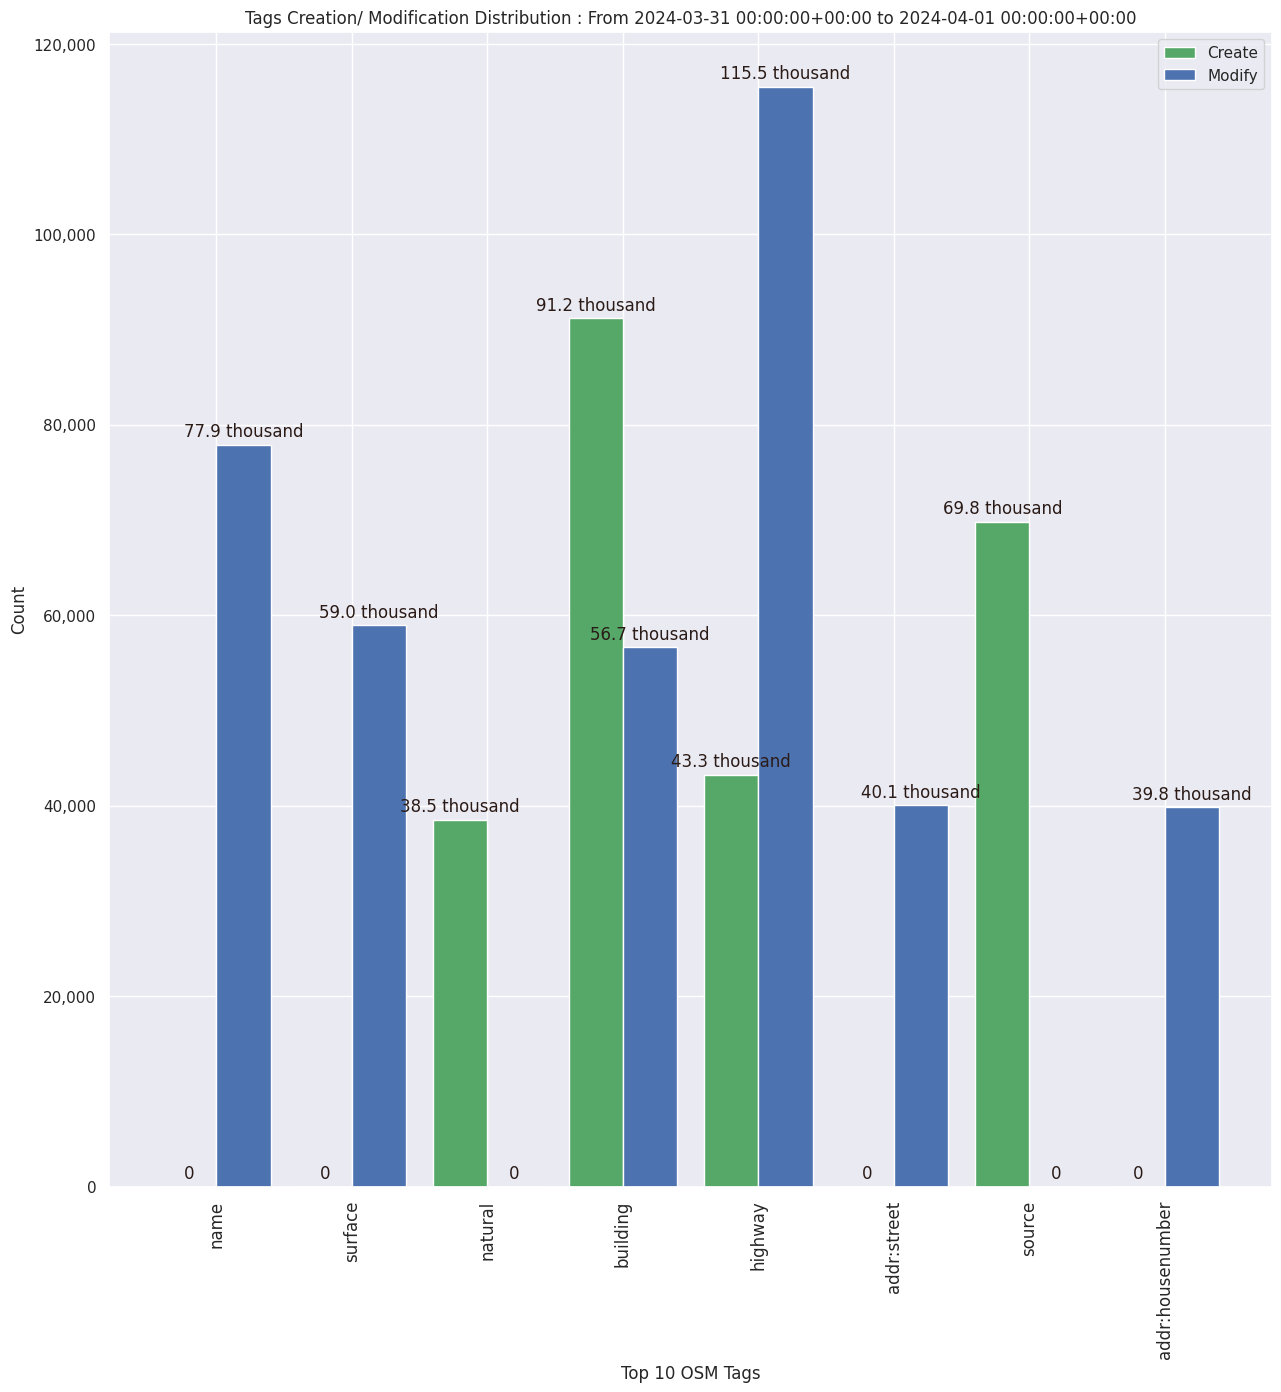 Tags Creation/ Modification Distribution : From 2024-03-31 00:00:00+00:00 to 2024-04-01 00:00:00+00:00
Create
Modify
120,000
100,000
80,000
60,000
40,000
20,000
0
Count
0
77.9 thousand
0
59.0 thousand
38.5 thousand
0
91.2 thousand
56.7 thousand
43.3 thousand
115.5 thousand
0
40.1 thousand
69.8 thousand
0
0
39.8 thousand
name
surface
natural
building
highway
addr:street
source
addr:housenumber
Top 10 OSM Tags